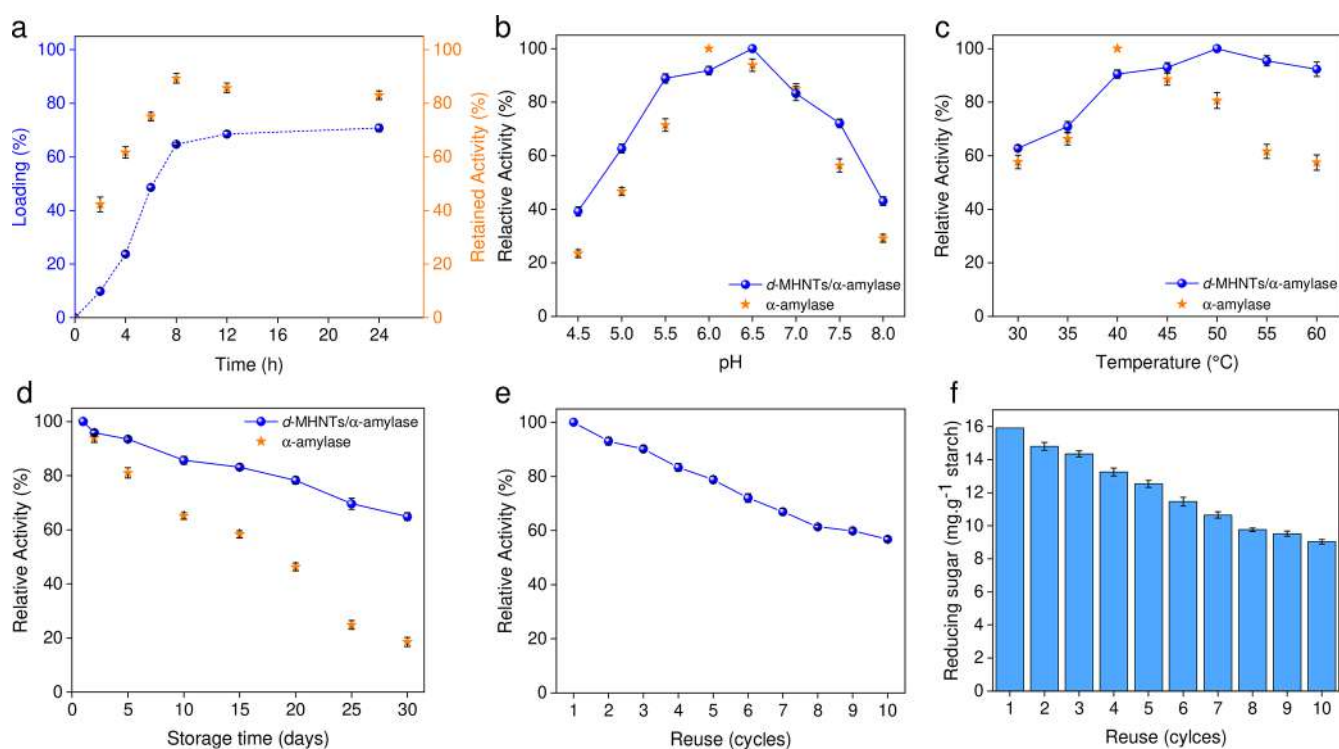 a
100
80
60
40
20
0
Loading (%)
100
80
60
40
20
0
Retained Activity (%)
0 4 8 12 16 20 24
Time (h)
b
100
80
60
40
20
0
Relactive Activity (%)
d-MHNTs/α-amylase
α-amylase
4.5 5.0 5.5 6.0 6.5 7.0 7.5 8.0
pH
c
100
80
60
40
20
0
Relative Activity (%)
d-MHNTs/α-amylase
α-amylase
30 35 40 45 50 55 60
Temperature (°C)
d
100
80
60
40
20
0
Relative Activity (%)
d-MHNTs/α-amylase
α-amylase
0 5 10 15 20 25 30
Storage time (days)
e
100
80
60
40
20
0
Relative Activity (%)
1 2 3 4 5 6 7 8 9 10
Reuse (cycles)
f
16
14
12
10
8
6
4
2
0
Reducing sugar (mg.g⁻¹ starch)
1 2 3 4 5 6 7 8 9 10
Reuse (cylces)